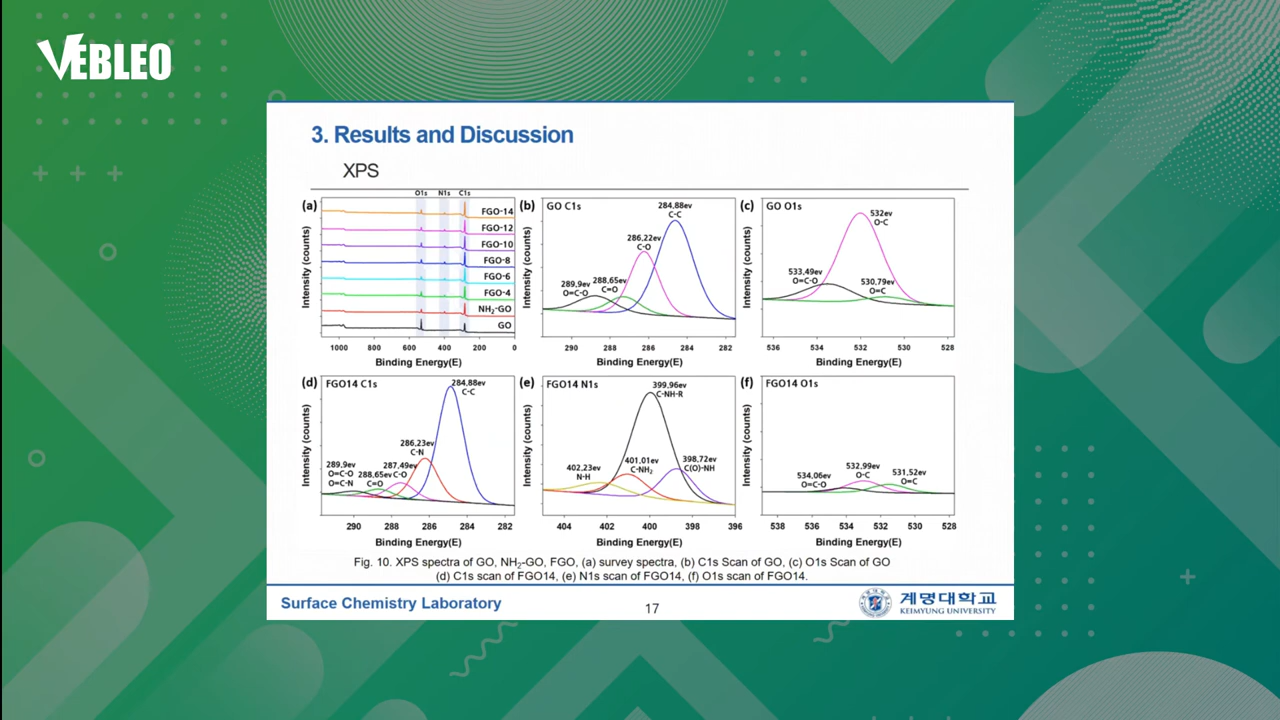 VEBLEO
3. Results and Discussion
XPS
(a)
O1s N1s C1s
FGO-14
FGO-12
FGO-10
FGO-8
FGO-6
FGO-4
NH₂-GO
GO
Intensity (counts)
1000 800 600 400 200 0
Binding Energy(E)
(b)
GO C1s
284,88ev
C-C
286,22ev
C-O
288,65ev
C=O
289,9ev
O=C-O
Intensity (counts)
290 288 286 284 282
Binding Energy(E)
(c)
GO O1s
532ev
O-C
533,49ev
O=C-O
530,79ev
O=C
Intensity (counts)
536 534 532 530 528
Binding Energy(E)
(d)
FGO14 C1s
284,88ev
C-C
286,23ev
C-N
287,49ev
C-O
288,65ev
C=O
289,9ev
O=C-O
O=C-N
Intensity (counts)
290 288 286 284 282
Binding Energy(E)
(e)
FGO14 N1s
399,96ev
C-NH-R
401,01ev
C-NH₂
398,72ev
C(O)-NH
402,23ev
N-H
Intensity (counts)
404 402 400 398 396
Binding Energy(E)
(f)
FGO14 O1s
534,06ev
O=C-O
532,99ev
O-C
531,52ev
O=C
Intensity (counts)
538 536 534 532 530 528
Binding Energy(E)
Fig. 10. XPS spectra of GO, NH₂-GO, FGO, (a) survey spectra, (b) C1s Scan of GO, (c) O1s Scan of GO
(d) C1s scan of FGO14, (e) N1s scan of FGO14, (f) O1s scan of FGO14.
Surface Chemistry Laboratory
17
계명대학교
KEIMYUNG UNIVERSITY